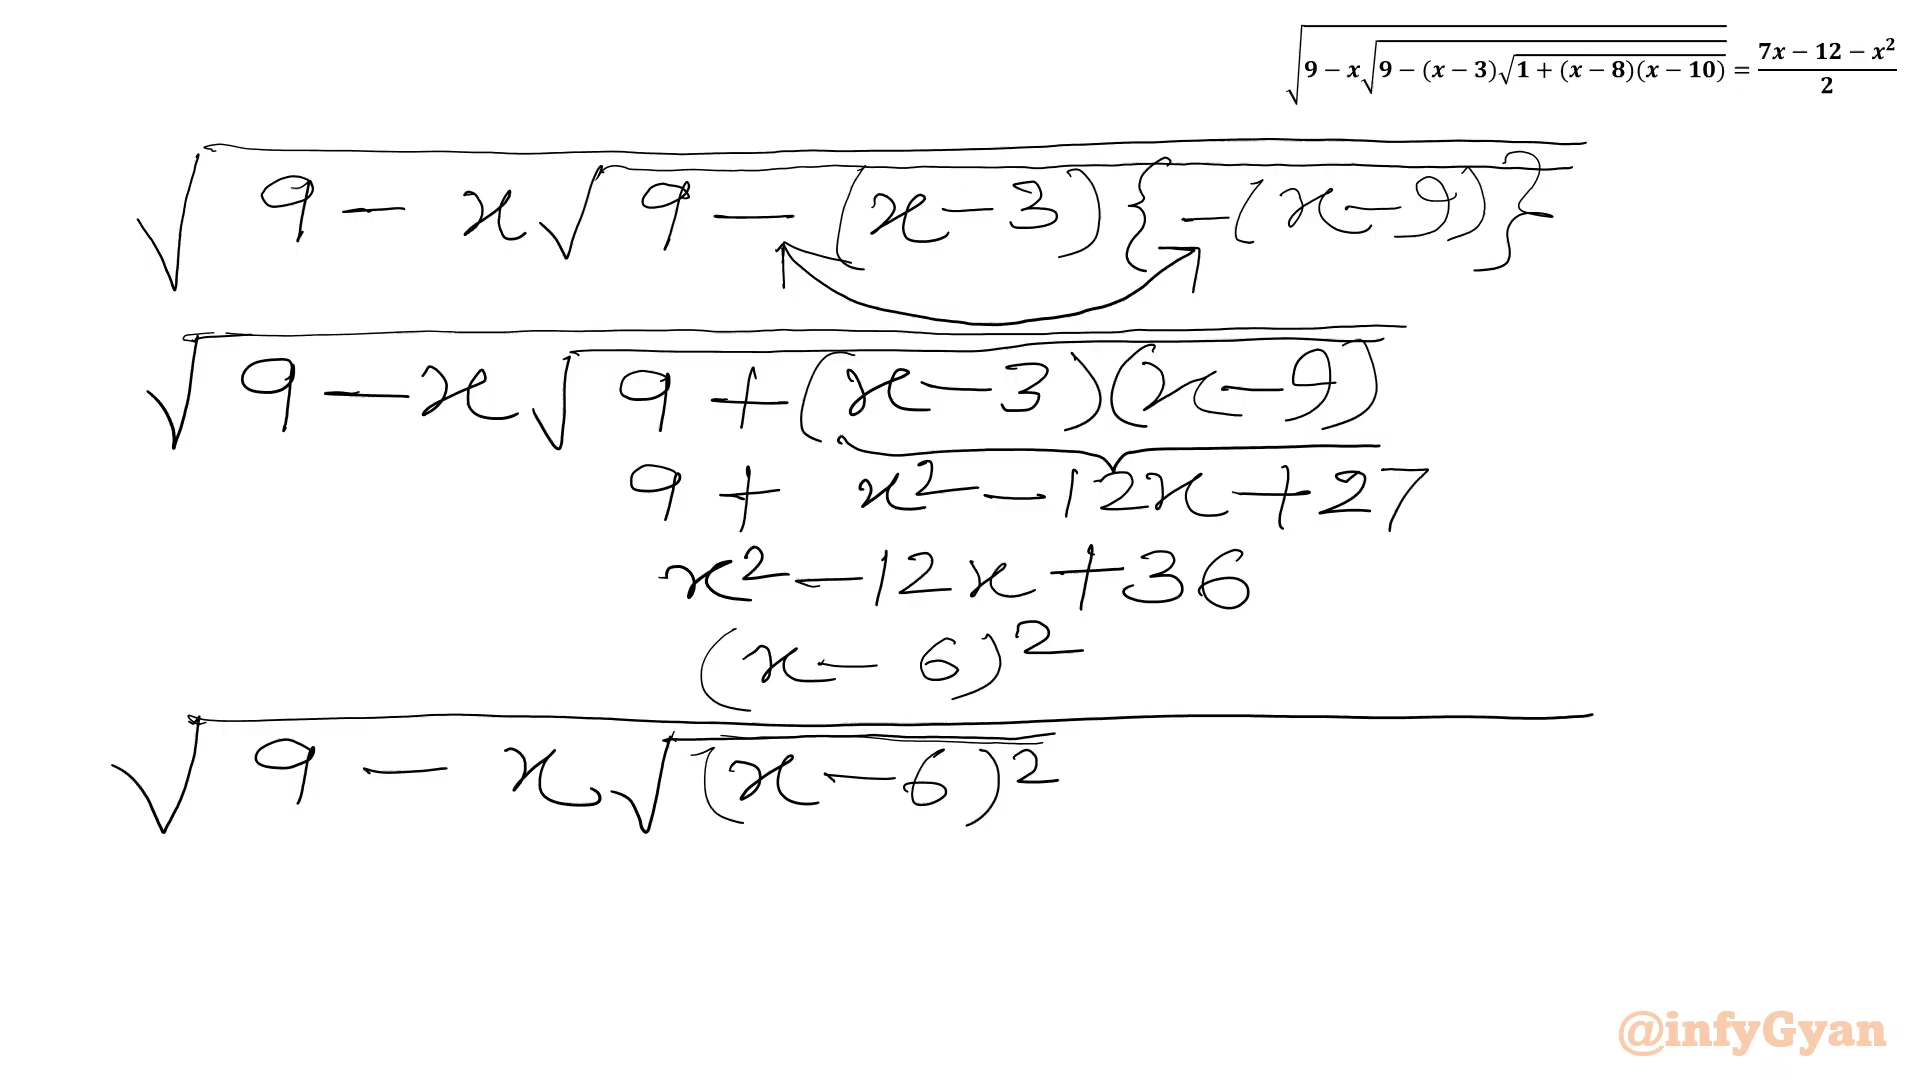 √(9 − x√(9 − (x − 3)√(1 + (x − 8)(x − 10)))) = (7x − 12 − x²)/2
√(9 − x√(9 − (x − 3){−(x − 9)}))
√(9 − x√(9 + (x − 3)(x − 9)))
9 + x² − 12x + 27
x² − 12x + 36
(x − 6)²
√(9 − x√((x − 6)²))
@infyGyan